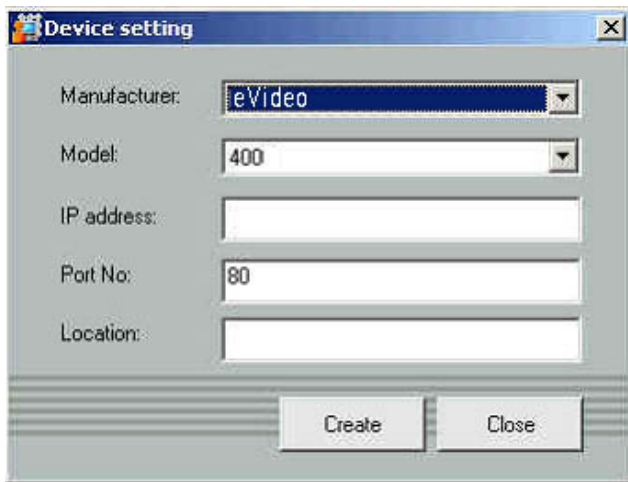 Device setting
Manufacturer: eVideo
Model: 400
IP address:
Port No: 80
Location:
Create Close